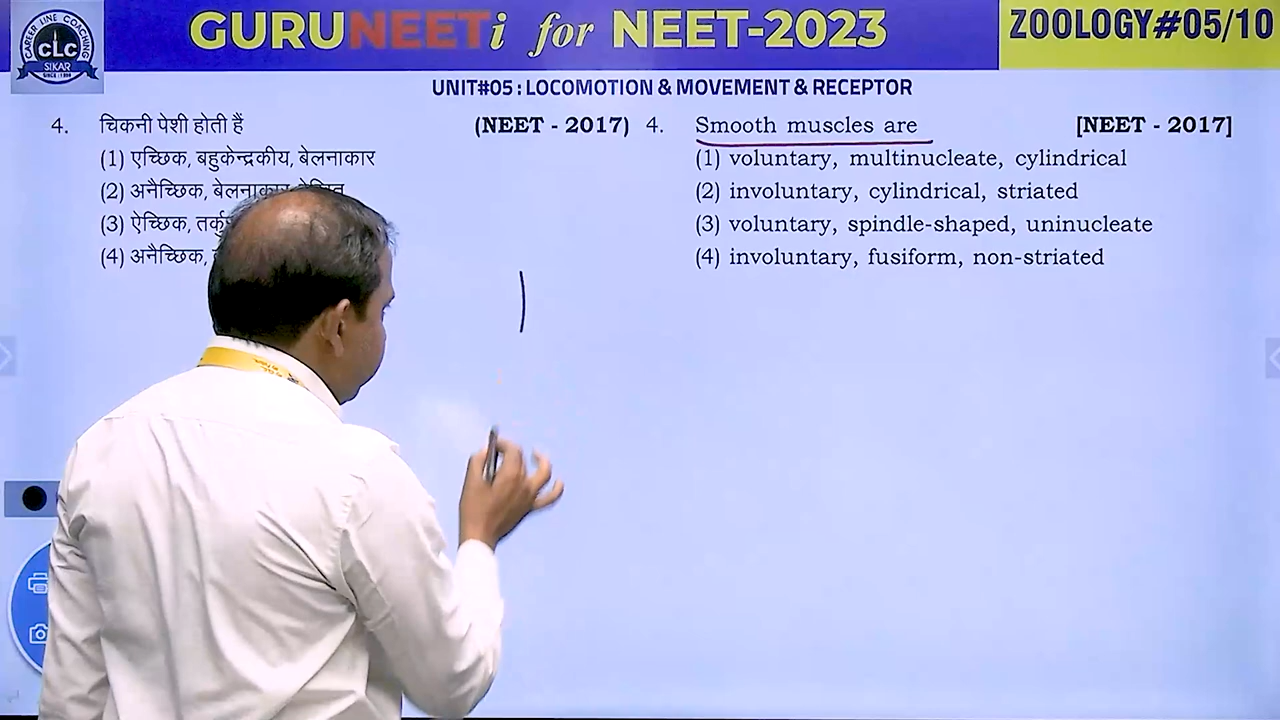 CAREER LINE COACHING
CLC
SIKAR
SINCE : 1996
GURUNEETi for NEET-2023
ZOOLOGY#05/10
UNIT#05 : LOCOMOTION & MOVEMENT & RECEPTOR
4. चिकनी पेशी होती हैं (NEET - 2017)
(1) एच्छिक, बहुकेन्द्रकीय, बेलनाकार
(2) अनैच्छिक, बेलनाकार,
(3) ऐच्छिक,
(4) अनैच्छिक,
4. Smooth muscles are [NEET - 2017]
(1) voluntary, multinucleate, cylindrical
(2) involuntary, cylindrical, striated
(3) voluntary, spindle-shaped, uninucleate
(4) involuntary, fusiform, non-striated